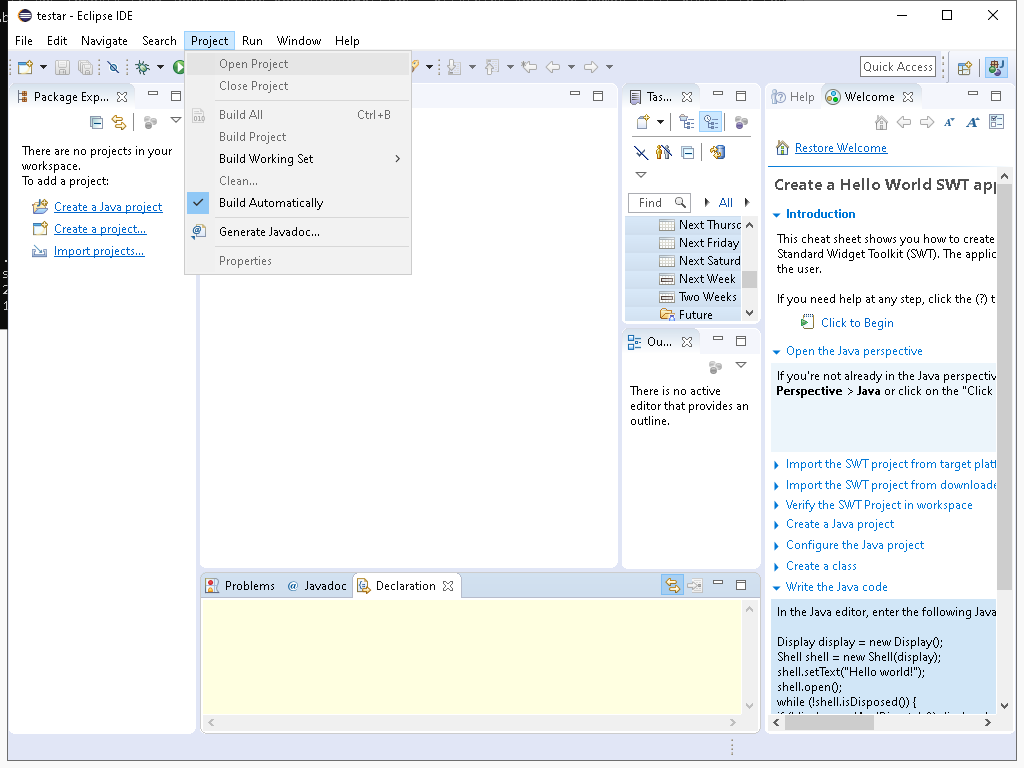 testar - Eclipse IDE
File Edit Navigate Search Project Run Window Help
Quick Access
Open Project
Close Project
Build All Ctrl+B
Build Project
Build Working Set
Clean...
Build Automatically
Generate Javadoc...
Properties
Package Exp...
There are no projects in your
workspace.
To add a project:
Create a Java project
Create a project...
Import projects...
Tas...
Find
All
Next Thursc
Next Friday
Next Saturd
Next Week
Two Weeks
Future
Ou...
There is no active
editor that provides an
outline.
Help Welcome
Restore Welcome
Create a Hello World SWT app
Introduction
This cheat sheet shows you how to create
Standard Widget Toolkit (SWT). The applic
the user.
If you need help at any step, click the (?) t
Click to Begin
Open the Java perspective
If you're not already in the Java perspectiv
Perspective > Java or click on the "Click
Import the SWT project from target platf
Import the SWT project from downloade
Verify the SWT Project in workspace
Create a Java project
Configure the Java project
Create a class
Write the Java code
In the Java editor, enter the following Java
Display display = new Display();
Shell shell = new Shell(display);
shell.setText("Hello world!");
shell.open();
while (!shell.isDisposed()) {
Problems Javadoc Declaration